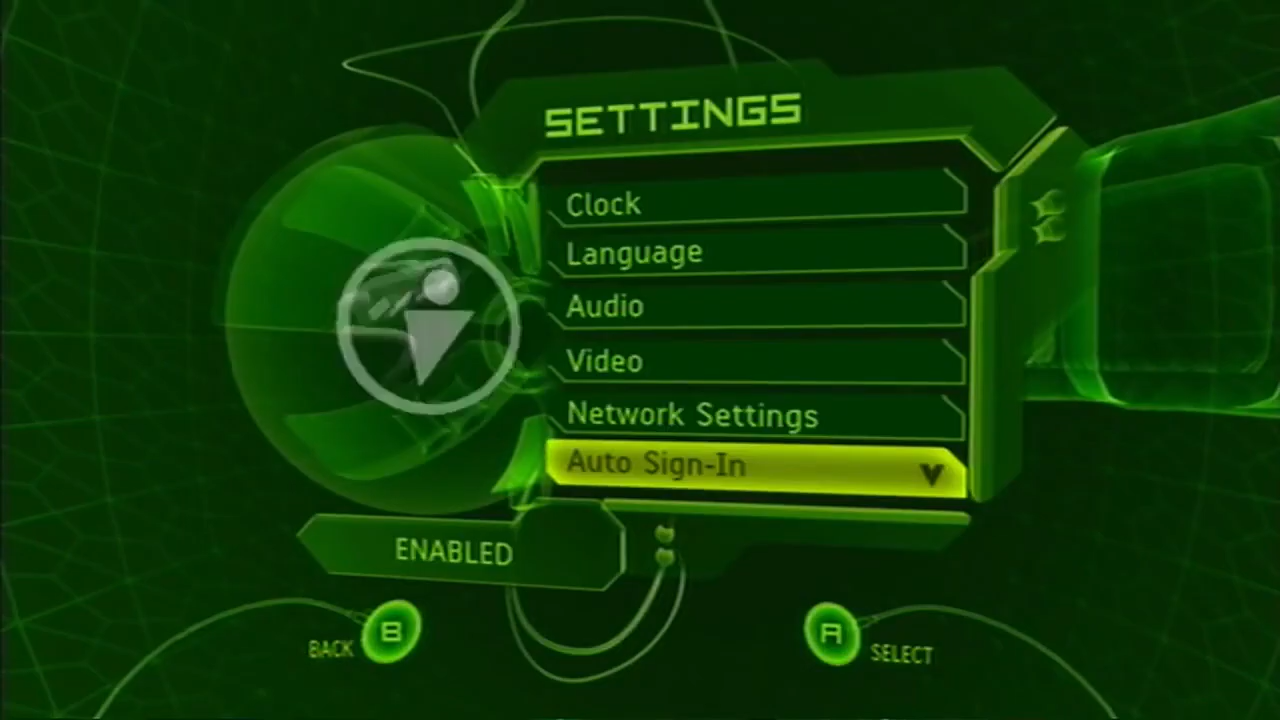 SETTINGS
Clock
Language
Audio
Video
Network Settings
Auto Sign-In
ENABLED
B
BACK
A
SELECT